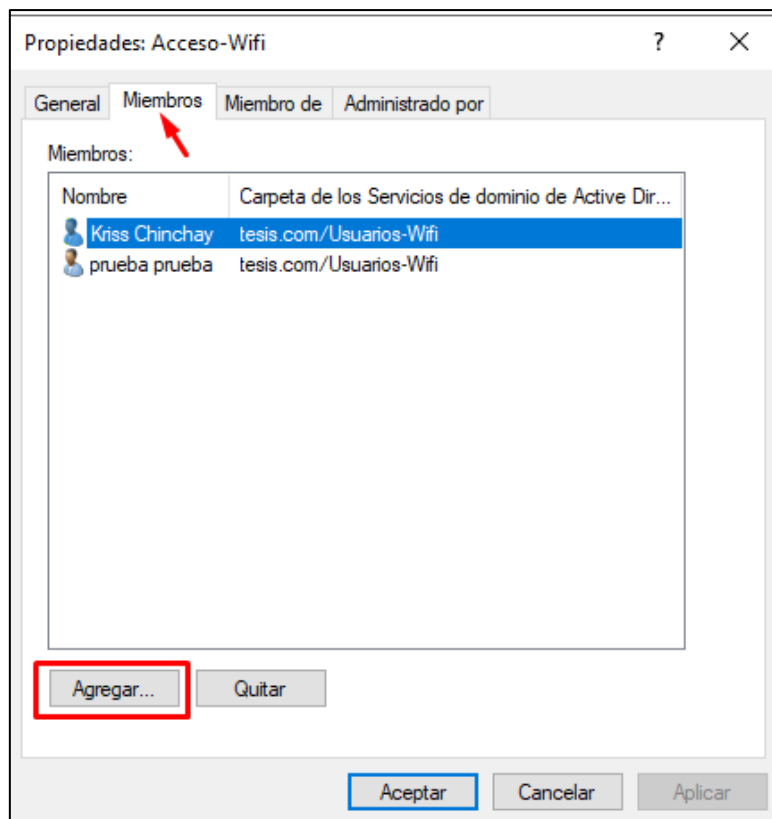 Propiedades: Acceso-Wifi ?
General Miembros Miembro de Administrado por
Miembros:
Nombre Carpeta de los Servicios de dominio de Active Dir...
Kriss Chinchay tesis.com/Usuarios-Wifi
prueba prueba tesis.com/Usuarios-Wifi
Agregar... Quitar
Aceptar Cancelar Aplicar